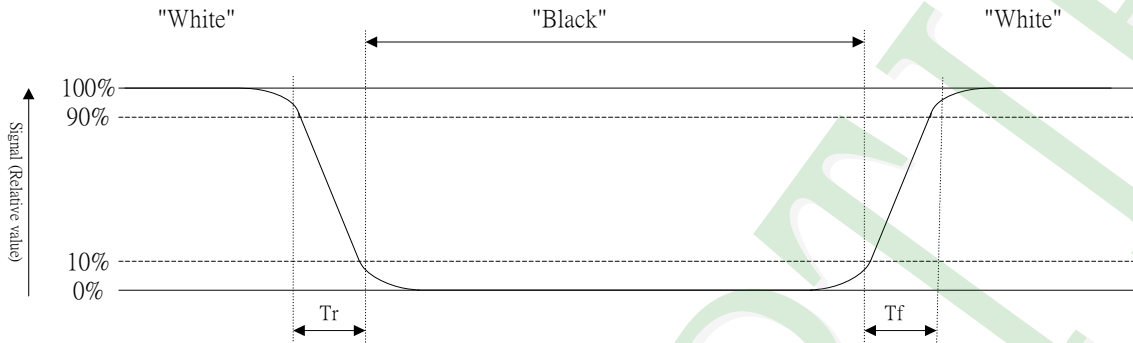 "White" "Black" "White"
100%
90%
Signal (Relative value)
10%
0%
Tr Tf